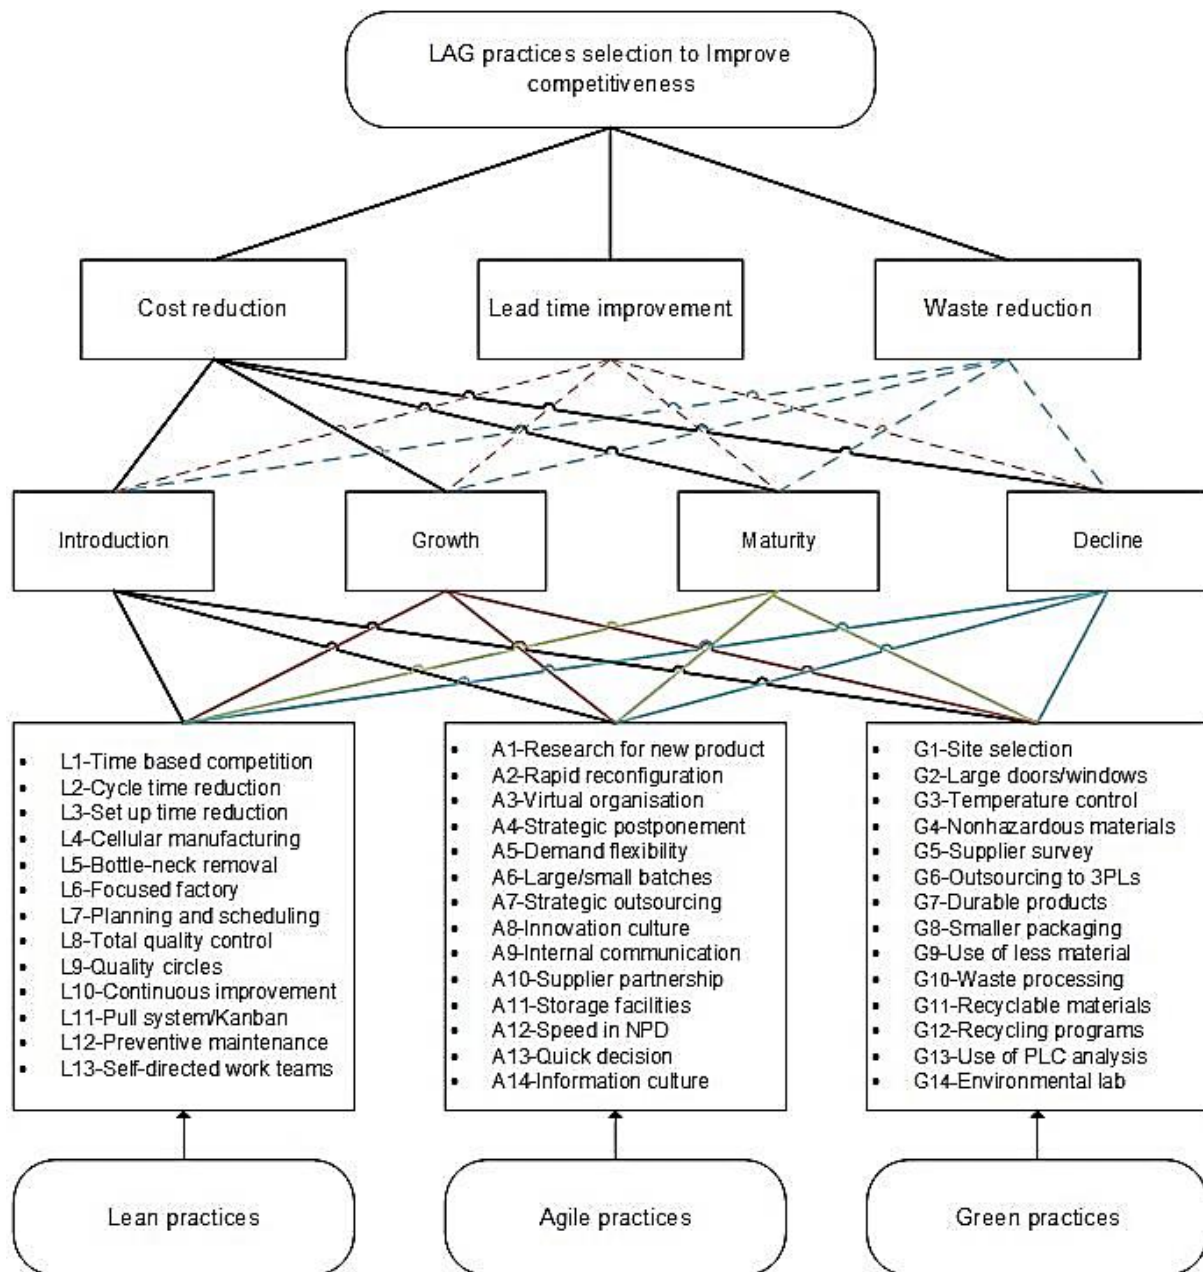 LAG practices selection to Improve
competitiveness
Cost reduction
Lead time improvement
Waste reduction
Introduction
Growth
Maturity
Decline
L1-Time based competition
L2-Cycle time reduction
L3-Set up time reduction
L4-Cellular manufacturing
L5-Bottle-neck removal
L6-Focused factory
L7-Planning and scheduling
L8-Total quality control
L9-Quality circles
L10-Continuous improvement
L11-Pull system/Kanban
L12-Preventive maintenance
L13-Self-directed work teams
A1-Research for new product
A2-Rapid reconfiguration
A3-Virtual organisation
A4-Strategic postponement
A5-Demand flexibility
A6-Large/small batches
A7-Strategic outsourcing
A8-Innovation culture
A9-Internal communication
A10-Supplier partnership
A11-Storage facilities
A12-Speed in NPD
A13-Quick decision
A14-Information culture
G1-Site selection
G2-Large doors/windows
G3-Temperature control
G4-Nonhazardous materials
G5-Supplier survey
G6-Outsourcing to 3PLs
G7-Durable products
G8-Smaller packaging
G9-Use of less material
G10-Waste processing
G11-Recyclable materials
G12-Recycling programs
G13-Use of PLC analysis
G14-Environmental lab
Lean practices
Agile practices
Green practices